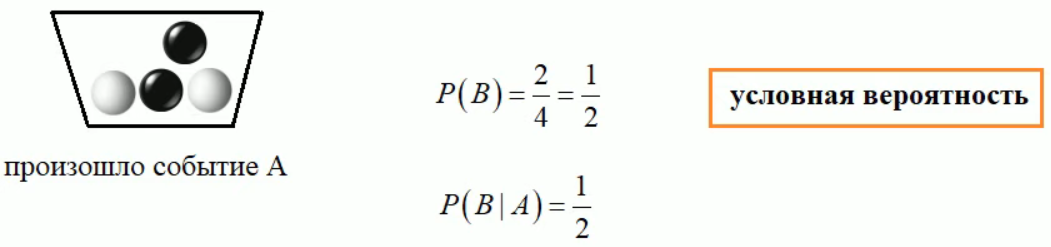 P(B) = 2/4 = 1/2
условная вероятность
произошло событие А
P(B | A) = 1/2